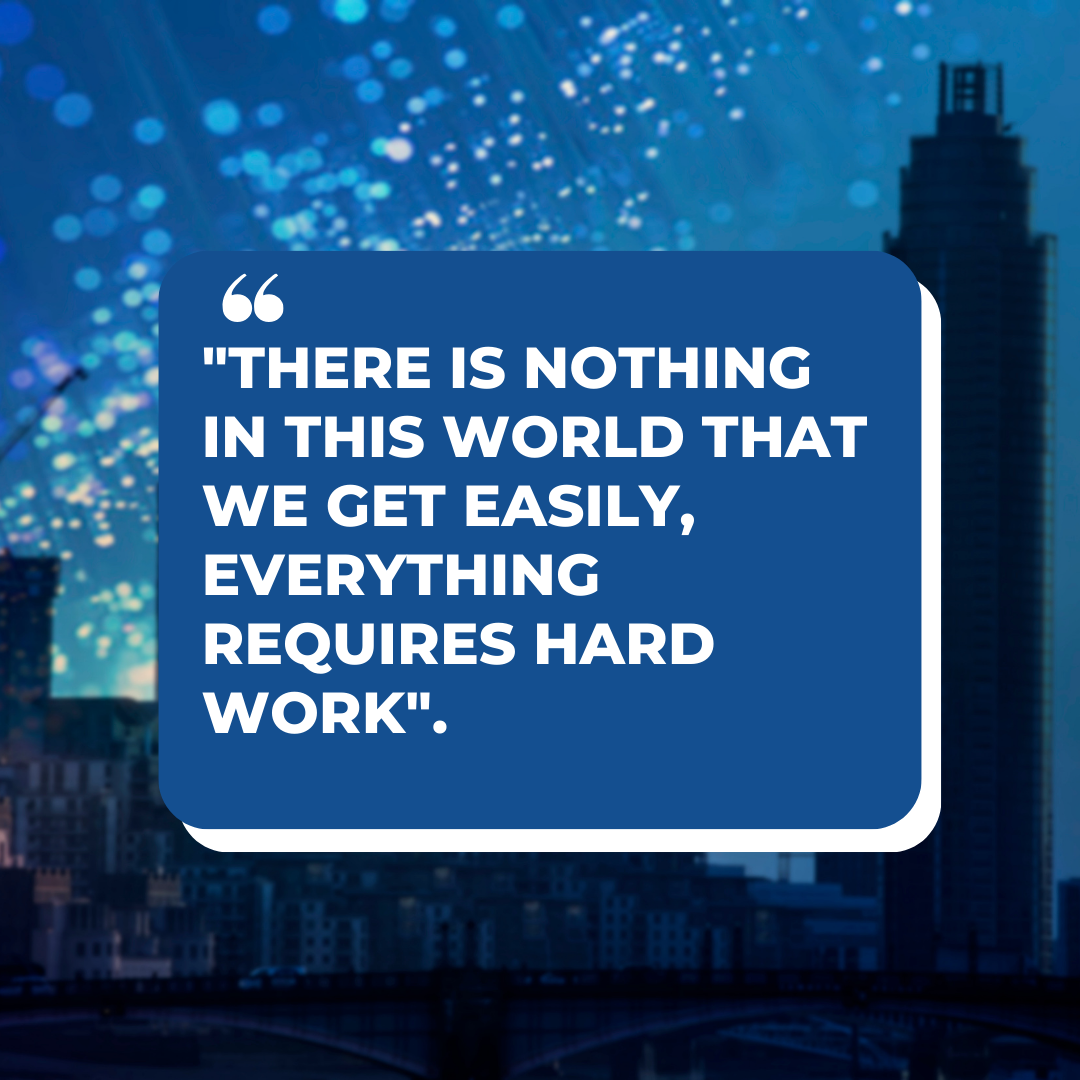 “
"THERE IS NOTHING
IN THIS WORLD THAT
WE GET EASILY,
EVERYTHING
REQUIRES HARD
WORK".